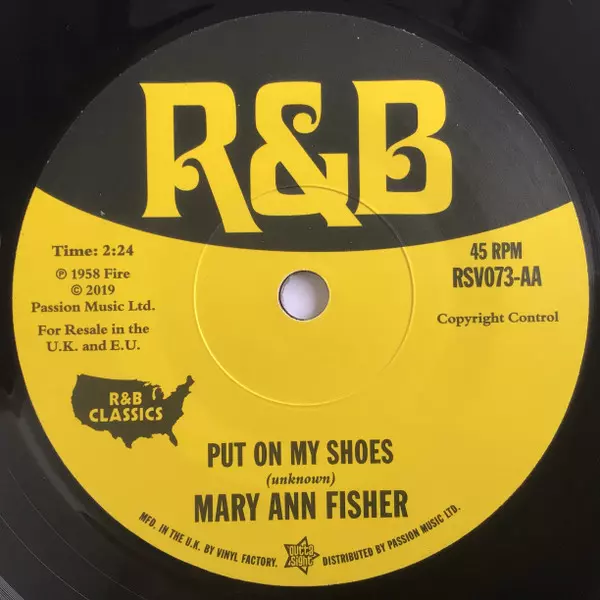 R&B
Time: 2:24
℗ 1958 Fire
© 2019
Passion Music Ltd.
For Resale in the
U.K. and E.U.
45 RPM
RSV073-AA
Copyright Control
R&B
CLASSICS
PUT ON MY SHOES
(unknown)
MARY ANN FISHER
MFD. IN THE U.K. BY VINYL FACTORY.
outta
sight
DISTRIBUTED BY PASSION MUSIC LTD.